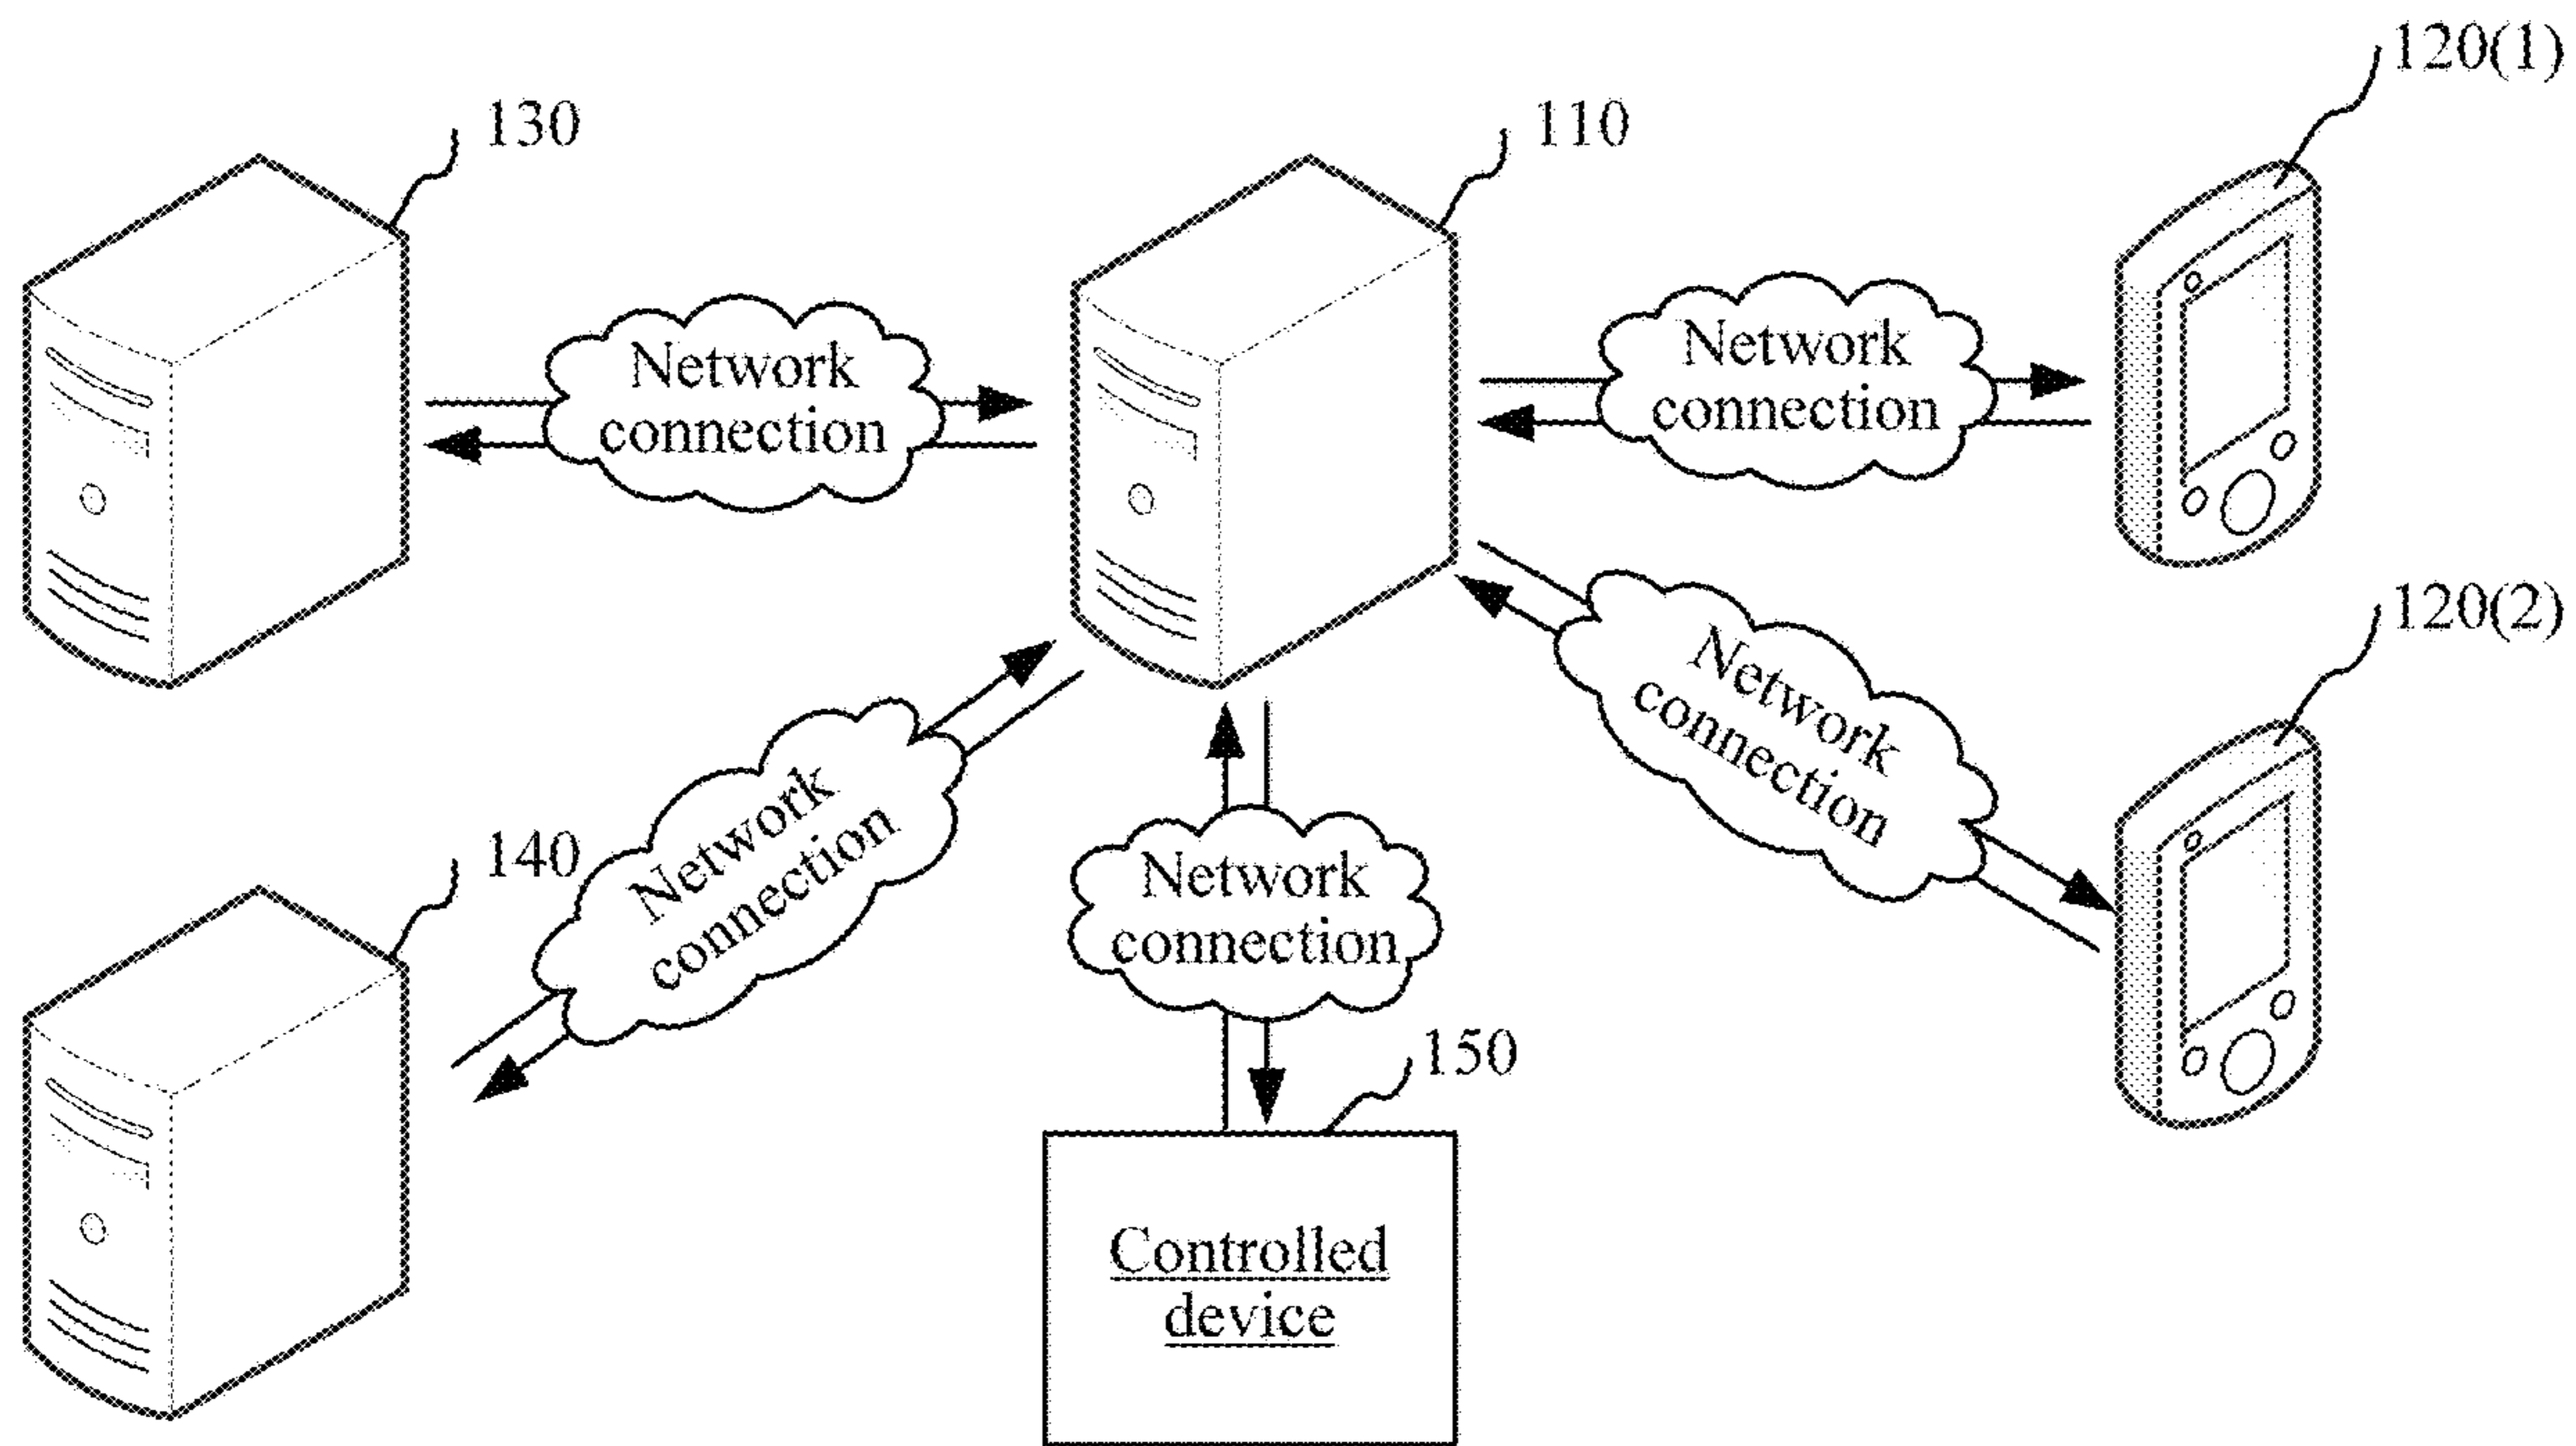 120(1)
130
110
Network
connection
Network
connection
120(2)
Network
connection
140
Network
connection
Network
connection
150
Controlled
device